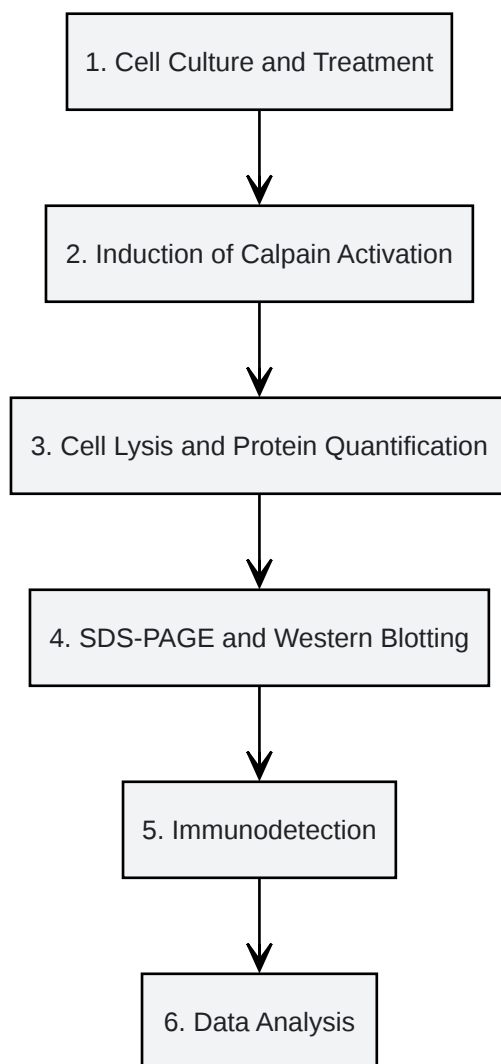 1. Cell Culture and Treatment
2. Induction of Calpain Activation
3. Cell Lysis and Protein Quantification
4. SDS-PAGE and Western Blotting
5. Immunodetection
6. Data Analysis